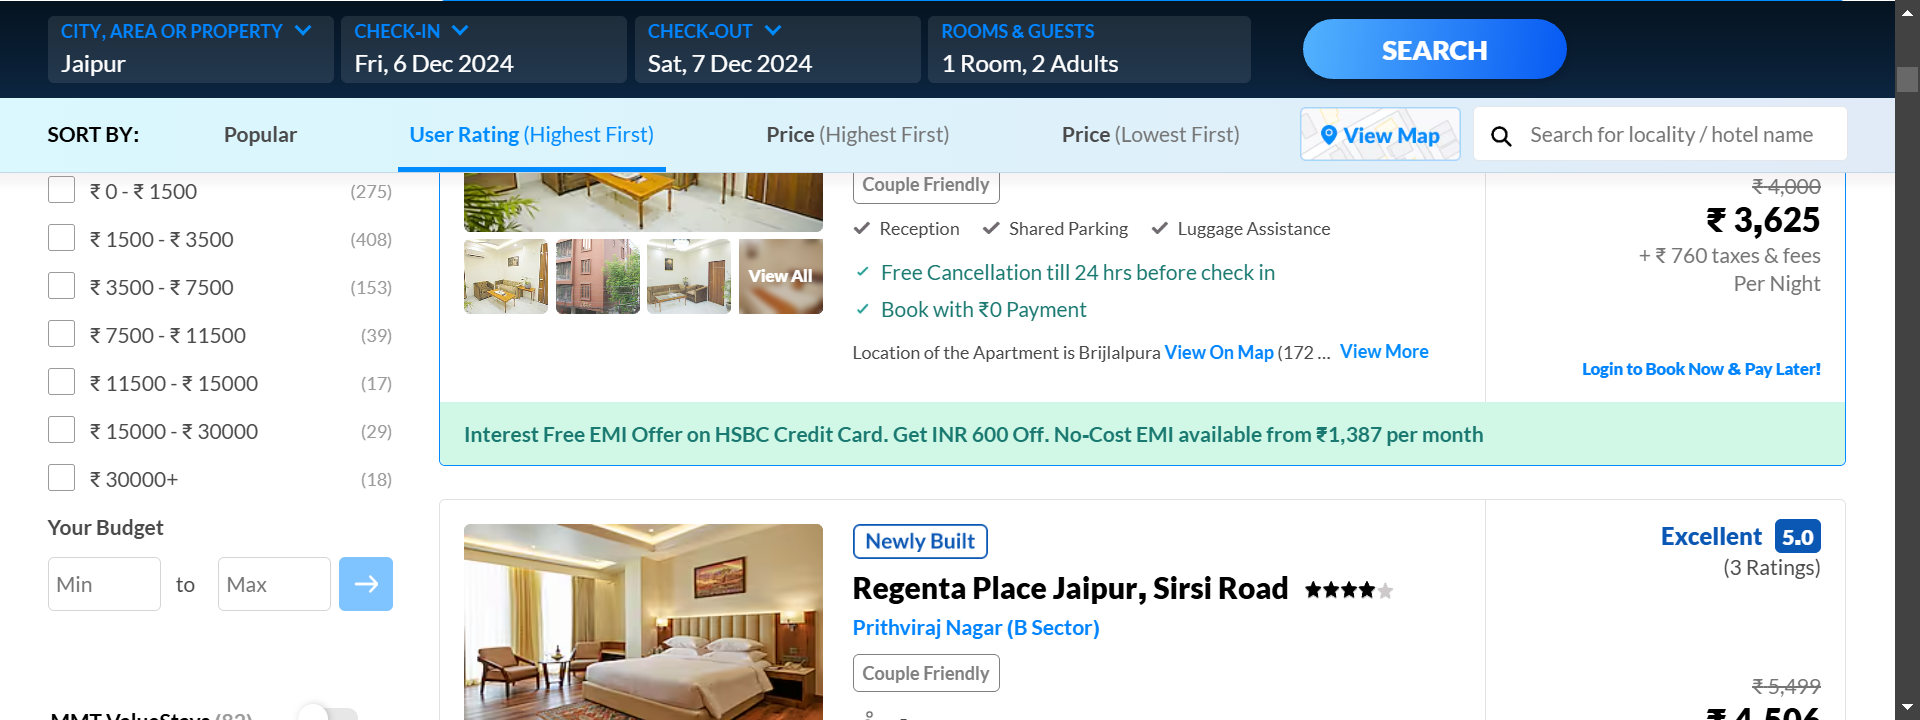 CITY, AREA OR PROPERTY
Jaipur
CHECK-IN
Fri, 6 Dec 2024
CHECK-OUT
Sat, 7 Dec 2024
ROOMS & GUESTS
1 Room, 2 Adults
SEARCH
SORT BY:
Popular
User Rating (Highest First)
Price (Highest First)
Price (Lowest First)
View Map
Search for locality / hotel name
₹ 0 - ₹ 1500 (275)
₹ 1500 - ₹ 3500 (408)
₹ 3500 - ₹ 7500 (153)
₹ 7500 - ₹ 11500 (39)
₹ 11500 - ₹ 15000 (17)
₹ 15000 - ₹ 30000 (29)
₹ 30000+ (18)
Your Budget
Min to Max
MMT ValueStays (82)
View All
Couple Friendly
Reception Shared Parking Luggage Assistance
Free Cancellation till 24 hrs before check in
Book with ₹0 Payment
Location of the Apartment is Brijlalpura View On Map (172 ... View More
₹ 4,000
₹ 3,625
+ ₹ 760 taxes & fees
Per Night
Login to Book Now & Pay Later!
Interest Free EMI Offer on HSBC Credit Card. Get INR 600 Off. No-Cost EMI available from ₹1,387 per month
Newly Built
Regenta Place Jaipur, Sirsi Road
Prithviraj Nagar (B Sector)
Couple Friendly
Excellent 5.0
(3 Ratings)
₹ 5,499
₹ 4,506